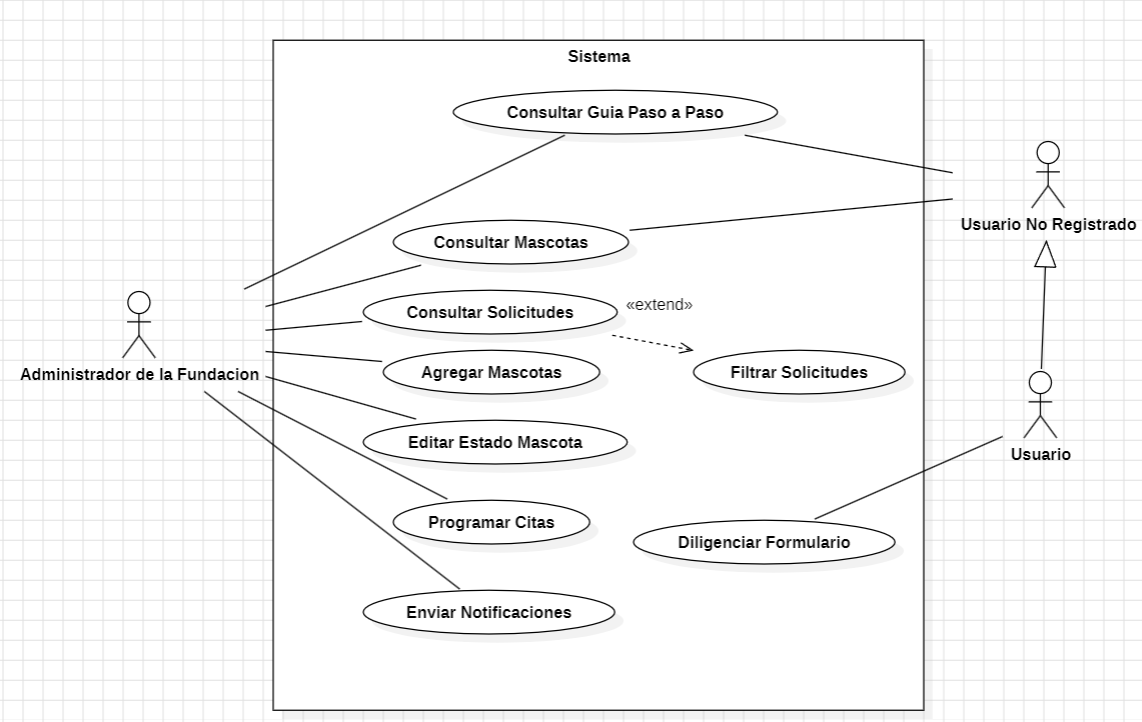 Sistema
Consultar Guia Paso a Paso
Usuario No Registrado
Consultar Mascotas
Consultar Solicitudes
«extend»
Administrador de la Fundacion
Agregar Mascotas
Filtrar Solicitudes
Editar Estado Mascota
Usuario
Programar Citas
Diligenciar Formulario
Enviar Notificaciones